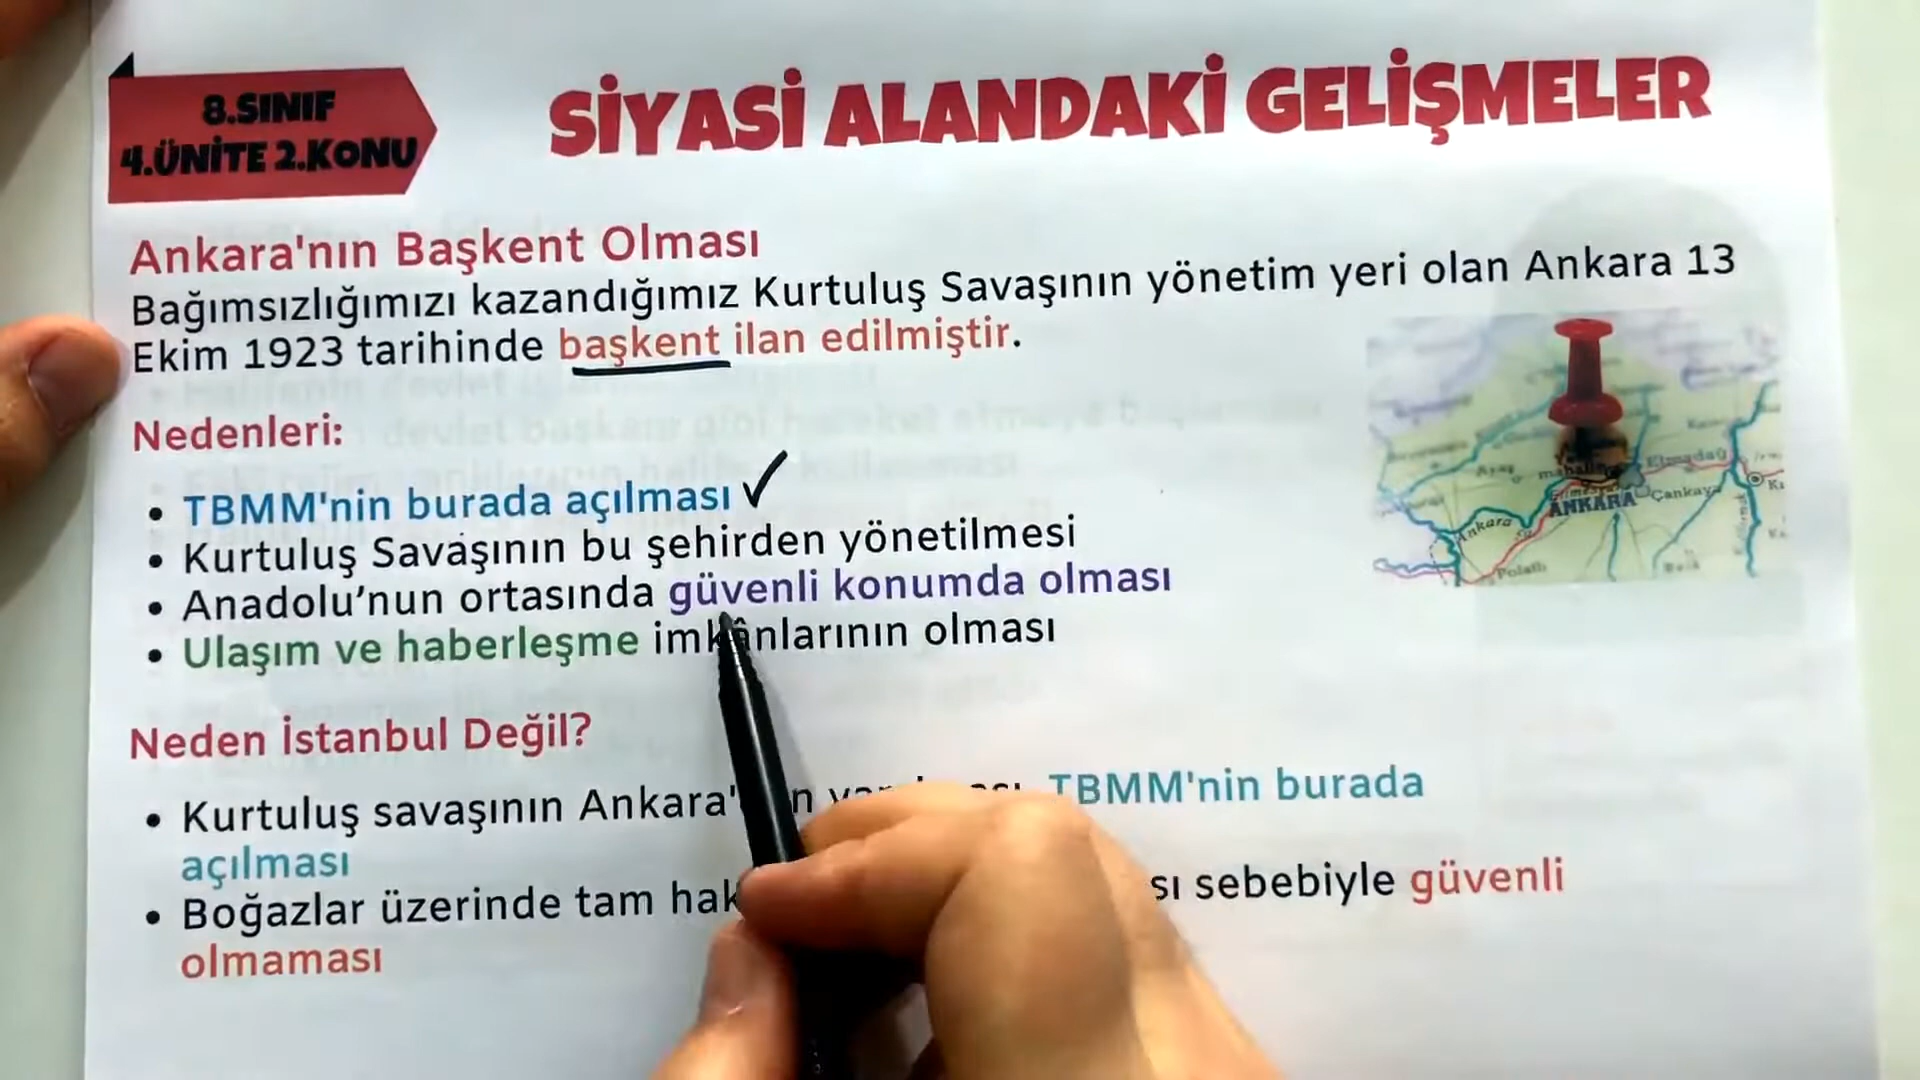 8.SINIF
4.ÜNİTE 2.KONU
SİYASİ ALANDAKİ GELİŞMELER
Ankara'nın Başkent Olması
Bağımsızlığımızı kazandığımız Kurtuluş Savaşının yönetim yeri olan Ankara 13
Ekim 1923 tarihinde başkent ilan edilmiştir.
Nedenleri:
• TBMM'nin burada açılması
• Kurtuluş Savaşının bu şehirden yönetilmesi
• Anadolu’nun ortasında güvenli konumda olması
• Ulaşım ve haberleşme imkânlarının olması
Elmadağ
ANKARA
Çankaya
Ankara
Polatlı
Neden İstanbul Değil?
• Kurtuluş savaşının TBMM'nin burada
açılması
• Boğazlar üzerinde tam sebebiyle güvenli
olmaması